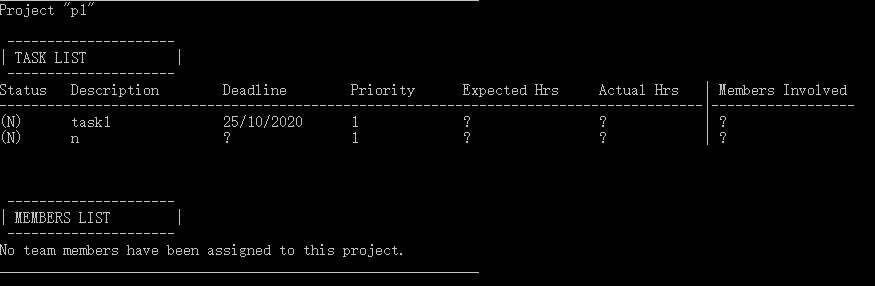 Project "p1"
| TASK LIST |
Status Description Deadline Priority Expected Hrs Actual Hrs | Members Involved
(N) task1 25/10/2020 1 ? ? | ?
(N) n ? 1 ? ? | ?
| MEMBERS LIST |
No team members have been assigned to this project.